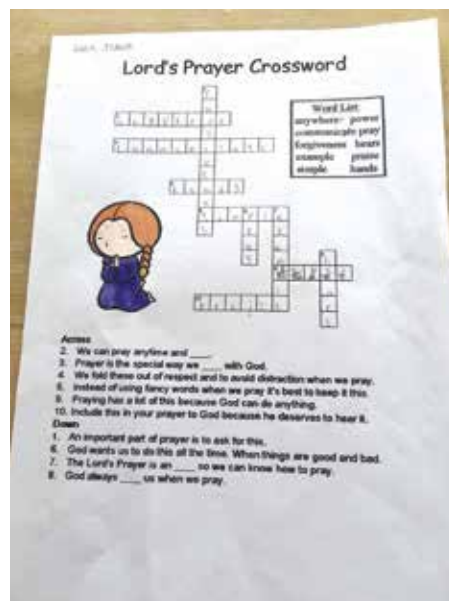 Lord's Prayer Crossword
Word List
anywhere power
communicate pray
forgiveness hears
example praise
simple hands
Across
2. We can pray anytime and ____.
3. Prayer is the special way we ____ with God.
4. We fold these out of respect and to avoid distraction when we pray.
5. Instead of using fancy words when we pray it's best to keep it this.
9. Praying has a lot of this because God can do anything.
10. Include this in your prayer to God because he deserves to hear it.
Down
1. An important part of prayer is to ask for this.
6. God wants us to do this all the time. When things are good and bad.
7. The Lord's Prayer is an ____ so we can know how to pray.
8. God always ____ us when we pray.